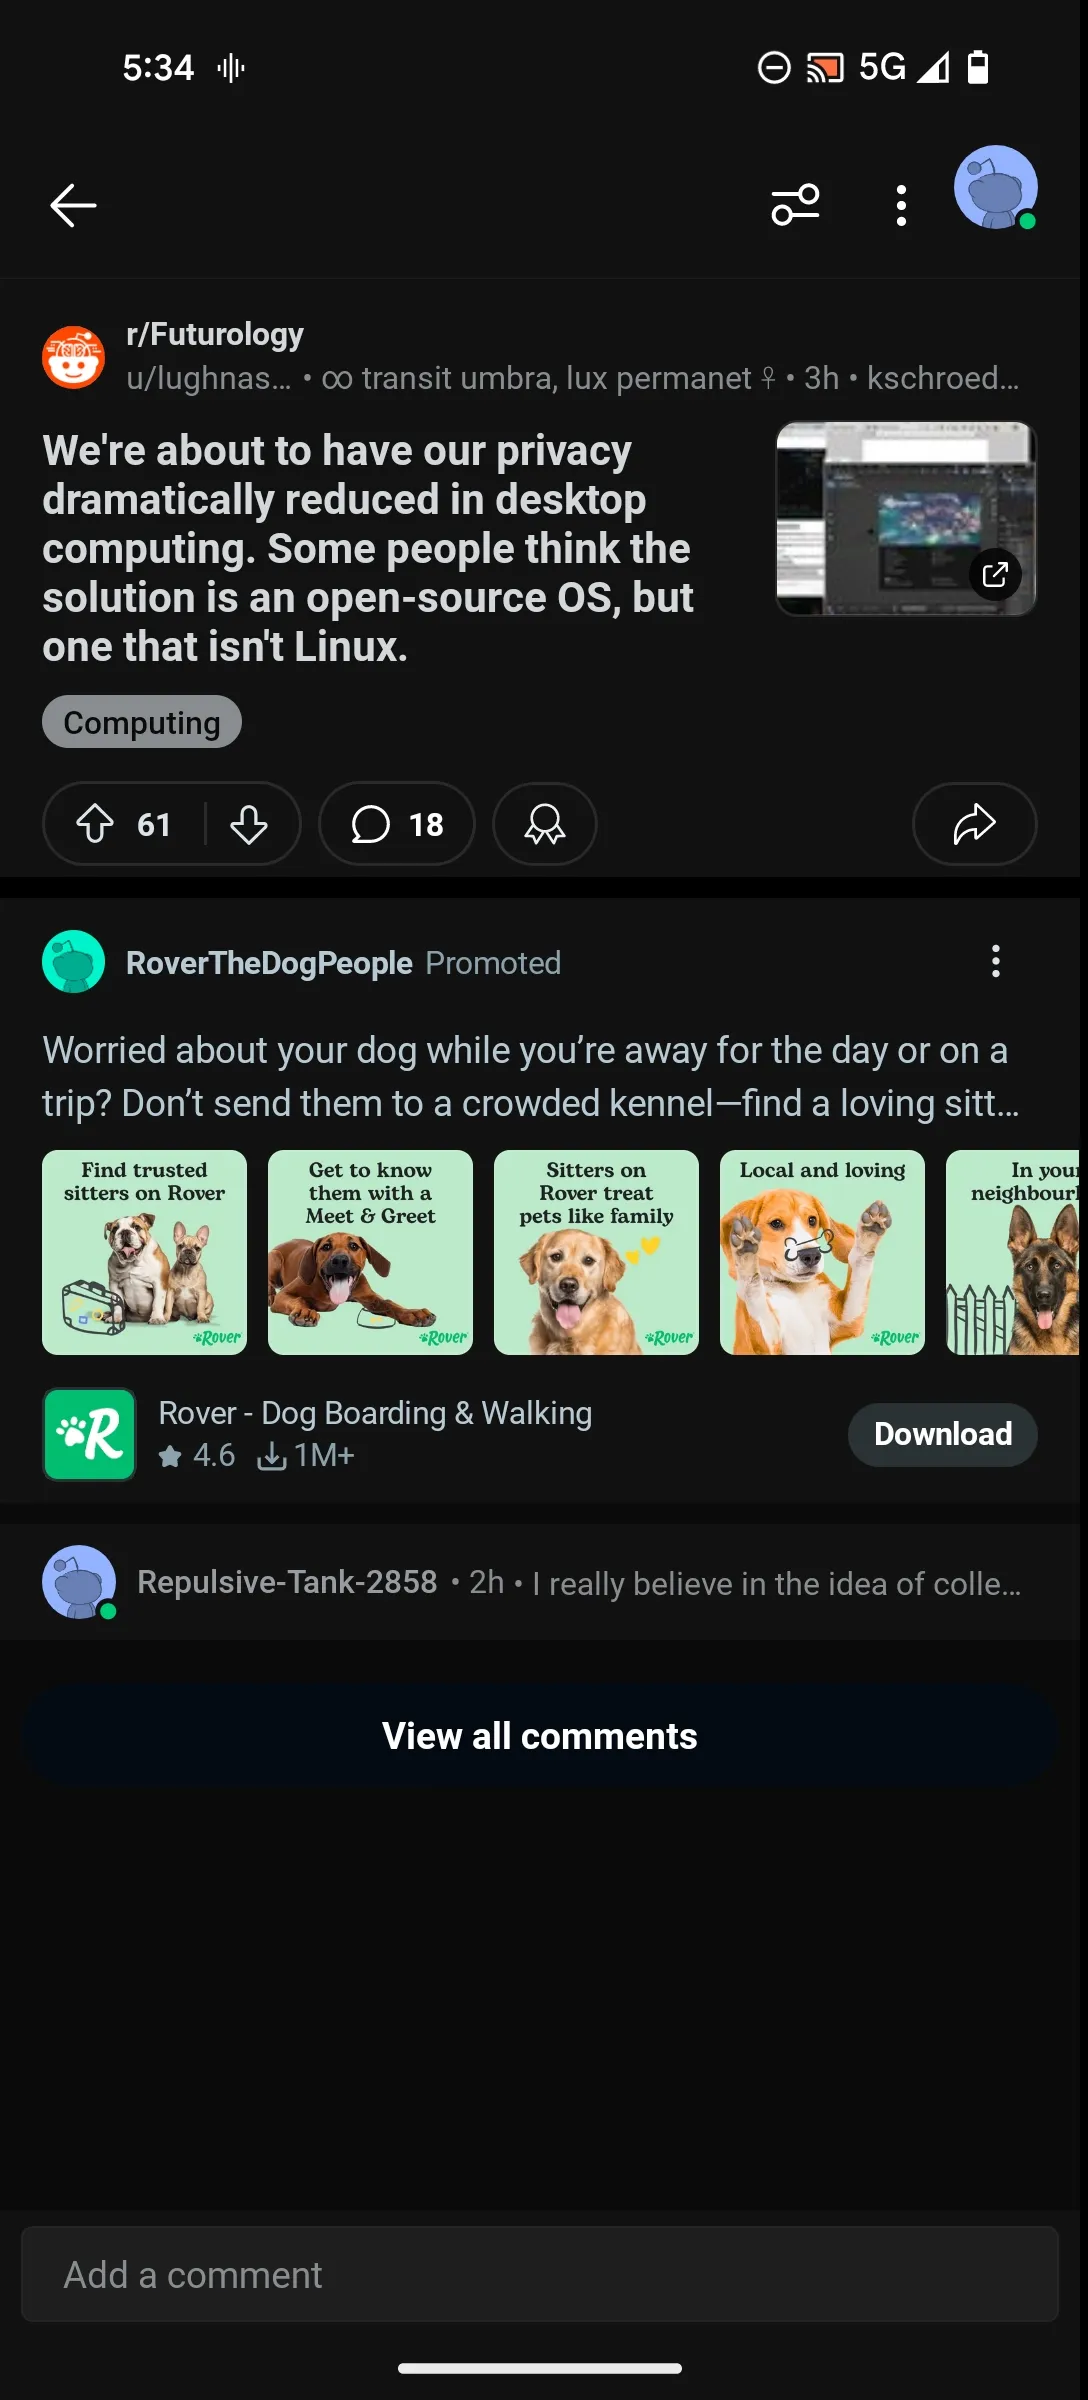 5:34
5G
r/Futurology
u/lughnas... • ∞ transit umbra, lux permanet ♀ • 3h • kschroed...
We're about to have our privacy
dramatically reduced in desktop
computing. Some people think the
solution is an open-source OS, but
one that isn't Linux.
Computing
61
18
RoverTheDogPeople Promoted
Worried about your dog while you’re away for the day or on a
trip? Don’t send them to a crowded kennel—find a loving sitt...
Find trusted
sitters on Rover
Rover
Get to know
them with a
Meet & Greet
Rover
Sitters on
Rover treat
pets like family
Rover
Local and loving
Rover
In your
neighbourh
R
Rover - Dog Boarding & Walking
4.6 1M+
Download
Repulsive-Tank-2858 • 2h • I really believe in the idea of colle...
View all comments
Add a comment